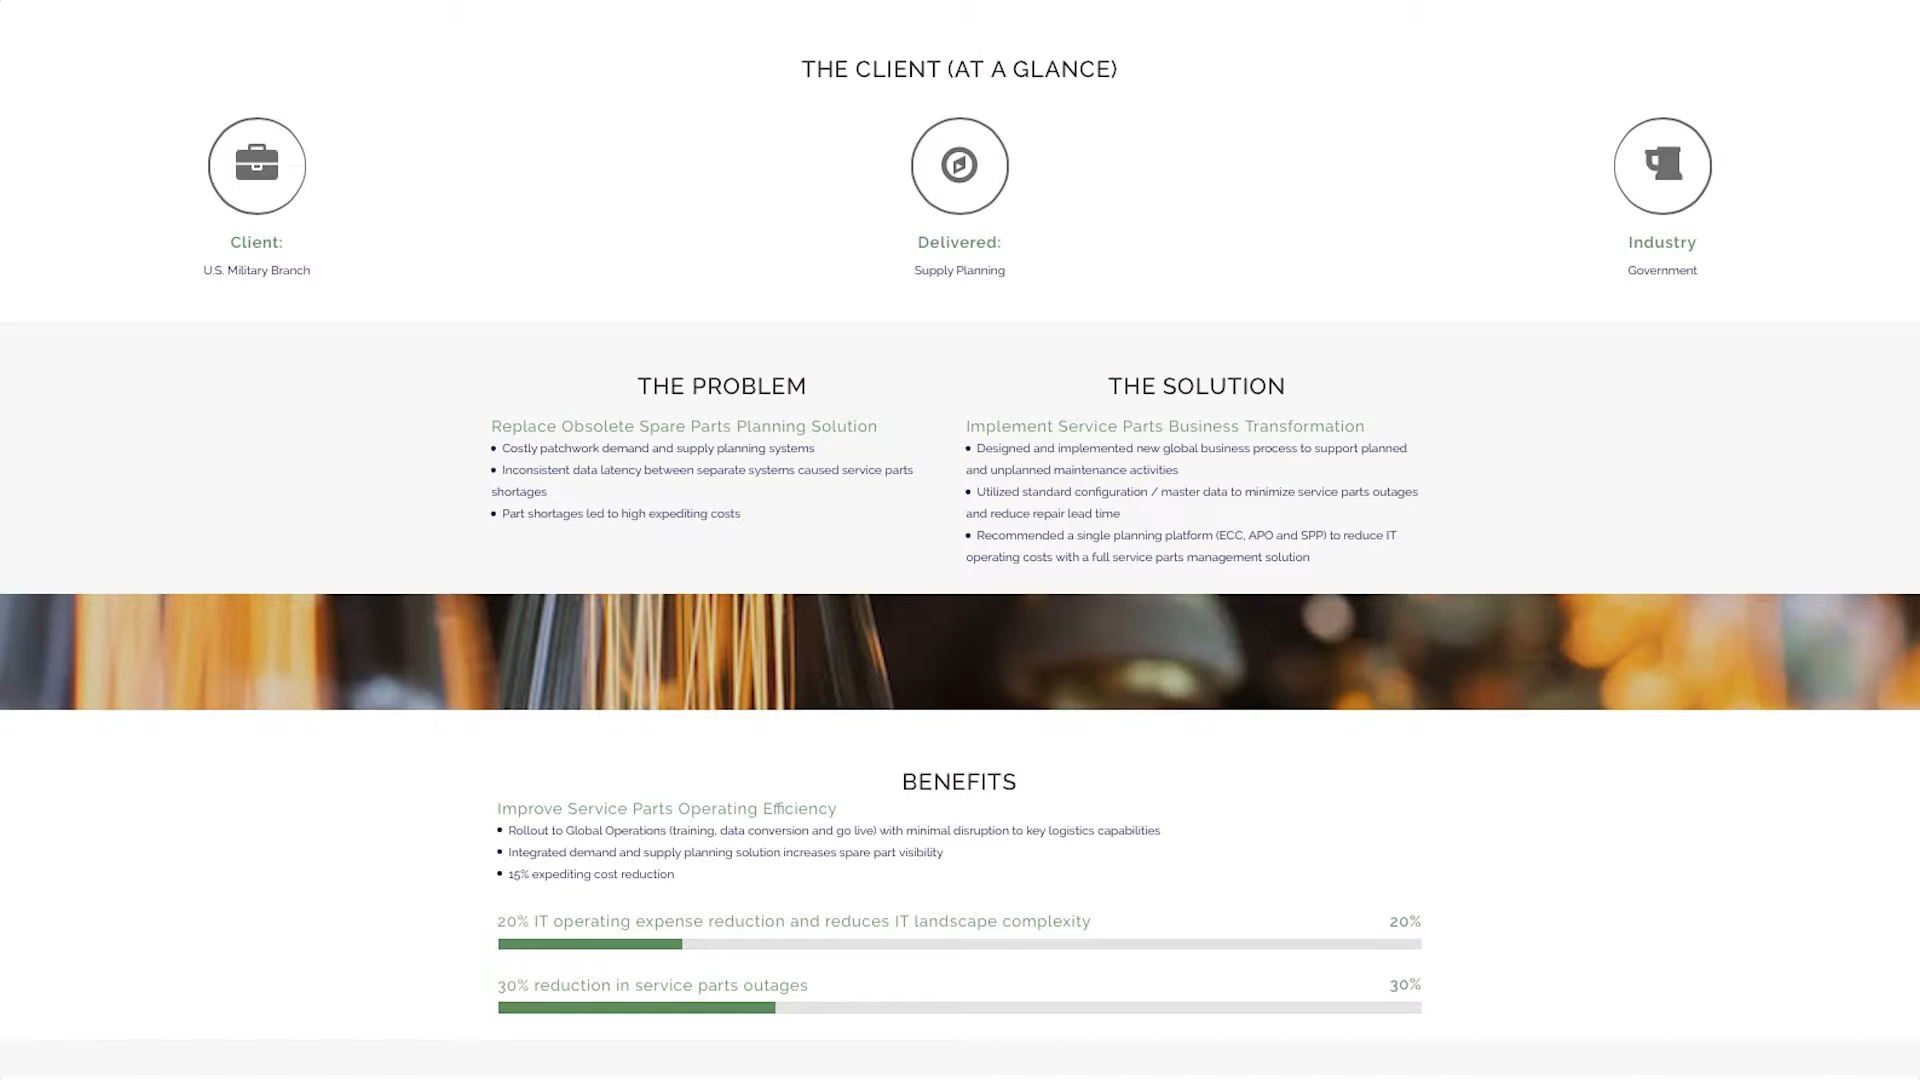 THE CLIENT (AT A GLANCE)
Client:
U.S. Military Branch
Delivered:
Supply Planning
Industry
Government
THE PROBLEM
Replace Obsolete Spare Parts Planning Solution
• Costly patchwork demand and supply planning systems
• Inconsistent data latency between separate systems caused service parts
shortages
• Part shortages led to high expediting costs
THE SOLUTION
Implement Service Parts Business Transformation
• Designed and implemented new global business process to support planned
and unplanned maintenance activities
• Utilized standard configuration / master data to minimize service parts outages
and reduce repair lead time
• Recommended a single planning platform (ECC, APO and SPP) to reduce IT
operating costs with a full service parts management solution
BENEFITS
Improve Service Parts Operating Efficiency
• Rollout to Global Operations (training, data conversion and go live) with minimal disruption to key logistics capabilities
• Integrated demand and supply planning solution increases spare part visibility
• 15% expediting cost reduction
20% IT operating expense reduction and reduces IT landscape complexity 20%
30% reduction in service parts outages 30%